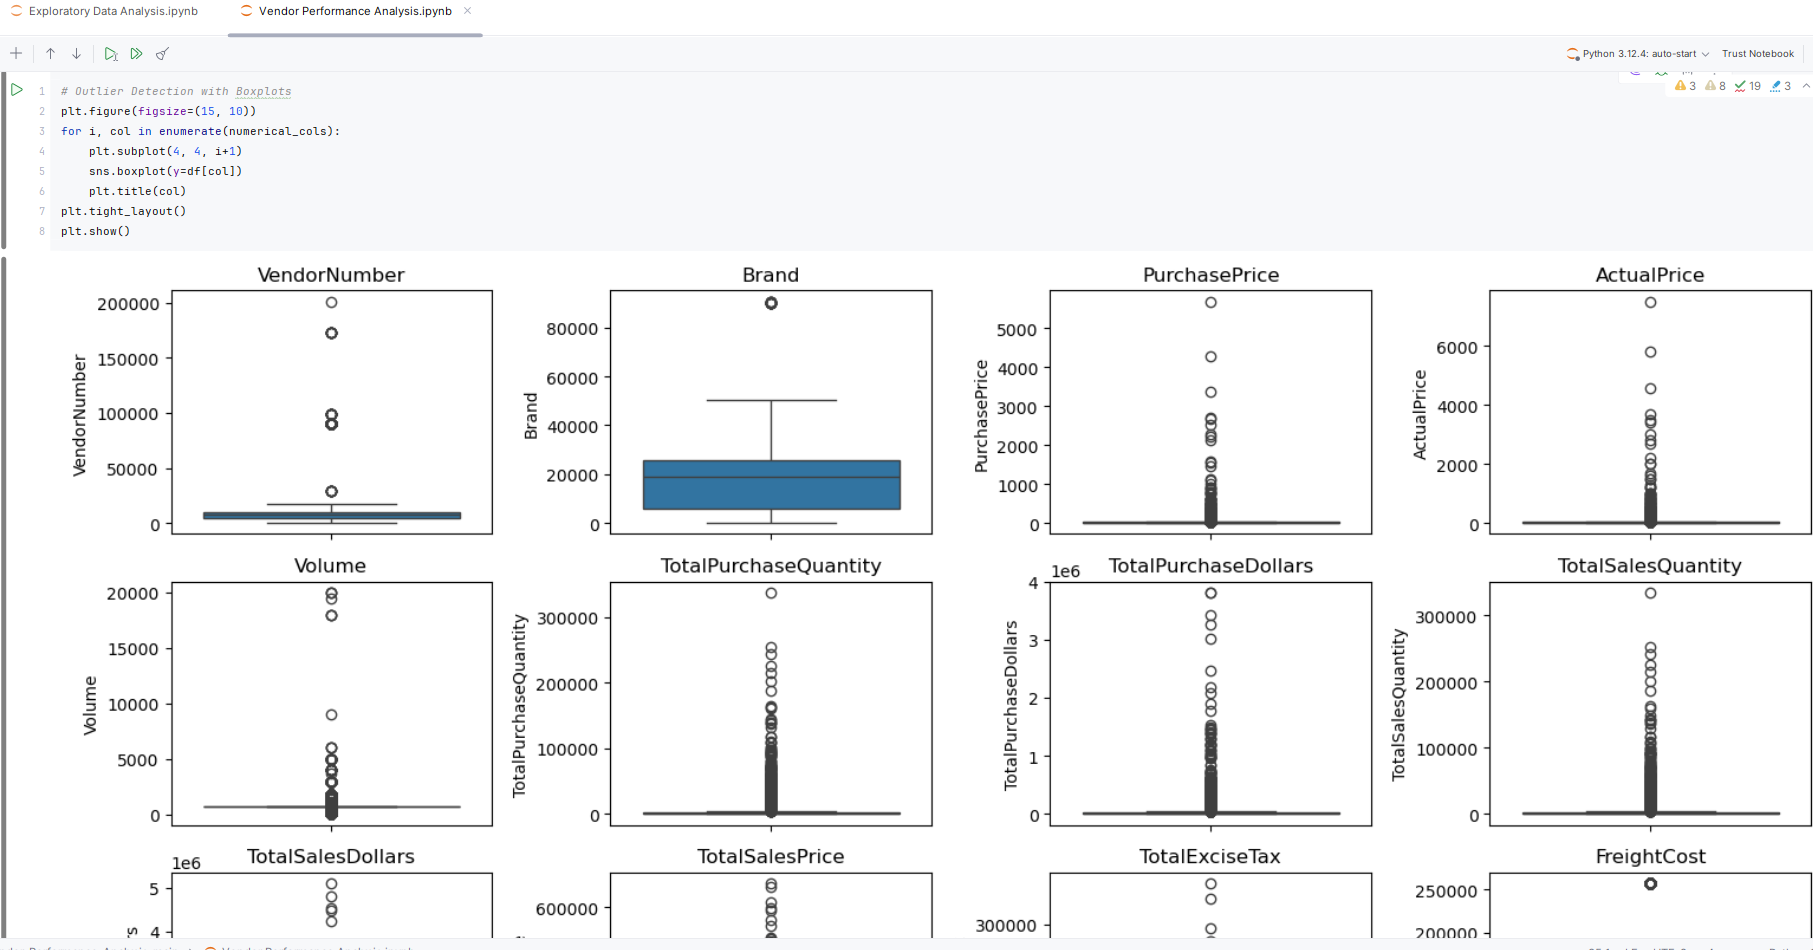 Exploratory Data Analysis.ipynb
Vendor Performance Analysis.ipynb
Python 3.12.4: auto-start
Trust Notebook
3
8
19
3
1 # Outlier Detection with Boxplots
2 plt.figure(figsize=(15, 10))
3 for i, col in enumerate(numerical_cols):
4 plt.subplot(4, 4, i+1)
5 sns.boxplot(y=df[col])
6 plt.title(col)
7 plt.tight_layout()
8 plt.show()
VendorNumber
VendorNumber
200000
150000
100000
50000
0
Brand
Brand
80000
60000
40000
20000
0
PurchasePrice
PurchasePrice
5000
4000
3000
2000
1000
0
ActualPrice
ActualPrice
6000
4000
2000
0
Volume
Volume
20000
15000
10000
5000
0
TotalPurchaseQuantity
TotalPurchaseQuantity
300000
200000
100000
0
1e6
TotalPurchaseDollars
TotalPurchaseDollars
4
3
2
1
0
TotalSalesQuantity
TotalSalesQuantity
300000
200000
100000
0
1e6
TotalSalesDollars
5
4
TotalSalesPrice
600000
TotalExciseTax
300000
FreightCost
250000
200000